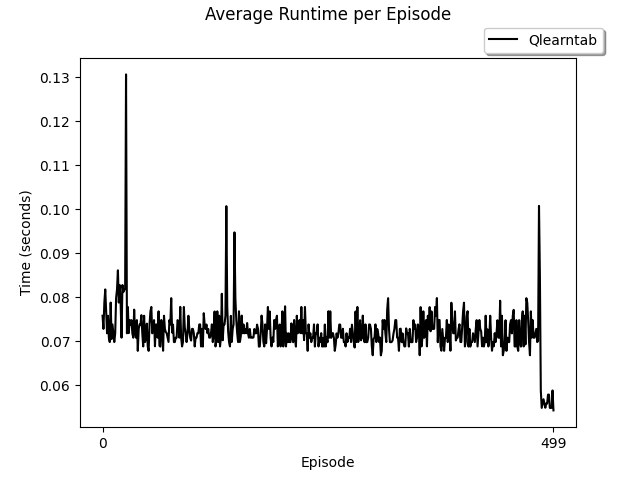 Average Runtime per Episode
Qlearntab
0.13
0.12
0.11
0.10
0.09
0.08
0.07
0.06
Time (seconds)
0
499
Episode